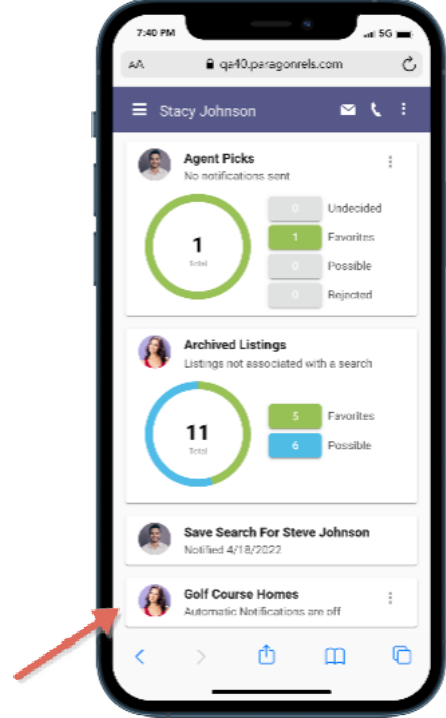 7:40 PM
5G
AA
qa40.paragonrels.com
Stacy Johnson
Agent Picks
No notifications sent
1
Total
0 Undecided
1 Favorites
0 Possible
0 Rejected
Archived Listings
Listings not associated with a search
11
Total
5 Favorites
6 Possible
Save Search For Steve Johnson
Notified 4/18/2022
Golf Course Homes
Automatic Notifications are off